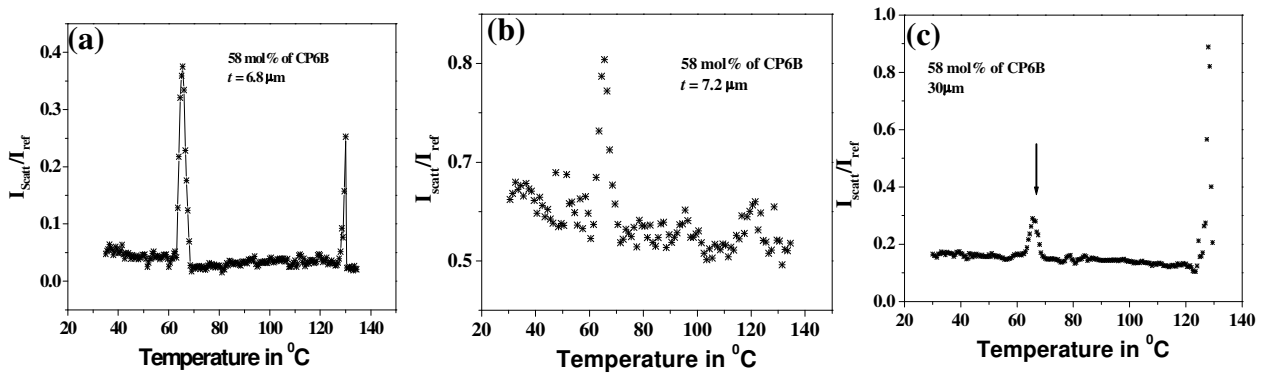 (a)
58 mol% of CP6B
t = 6.8 μm
I_Scatt/I_ref
0.4
0.3
0.2
0.1
0.0
20 40 60 80 100 120 140
Temperature in ⁰C
(b)
58 mol% of CP6B
t = 7.2 μm
I_scatt/I_ref
0.8
0.7
0.5
20 40 60 80 100 120 140
Temperature in ⁰C
(c)
58 mol% of CP6B
30μm
I_scatt/I_ref
1.0
0.8
0.6
0.4
0.2
0.0
20 40 60 80 100 120 140
Temperature in ⁰C